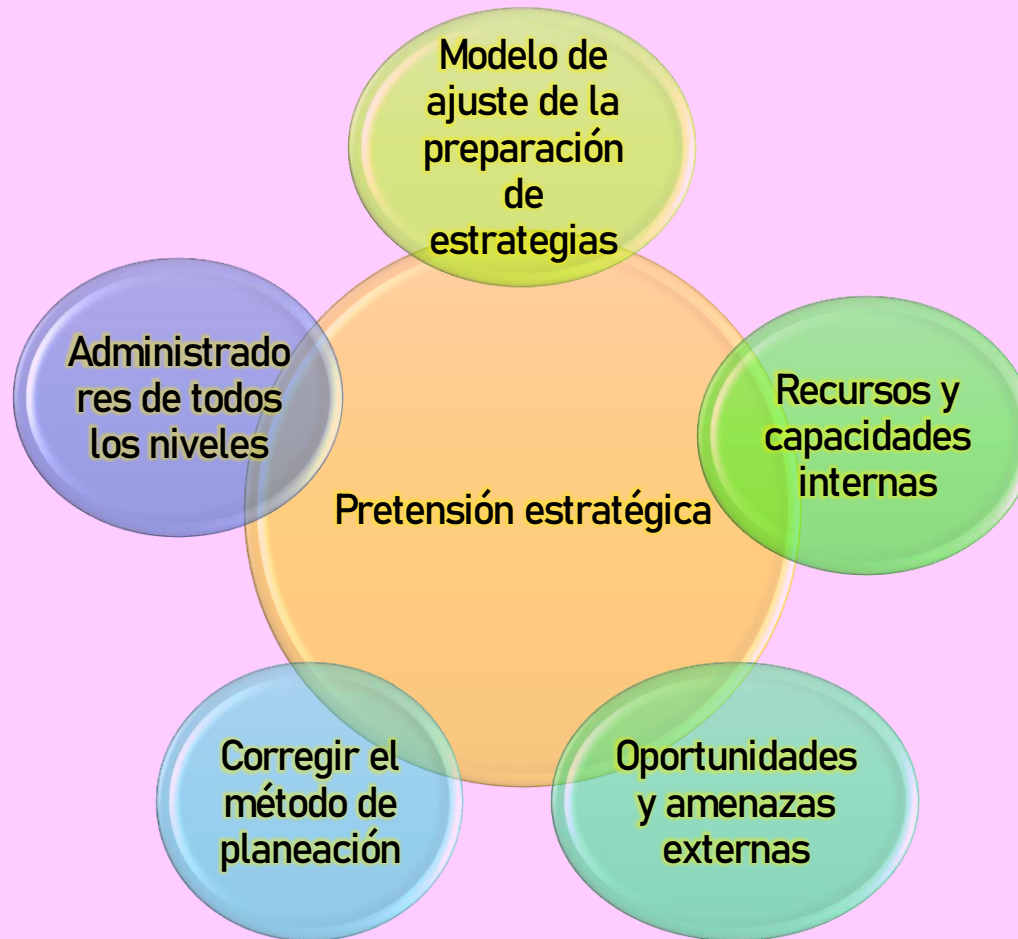 Modelo de
ajuste de la
preparación
de
estrategias
Administrado
res de todos
los niveles
Recursos y
capacidades
internas
Pretensión estratégica
Corregir el
método de
planeación
Oportunidades
y amenazas
externas